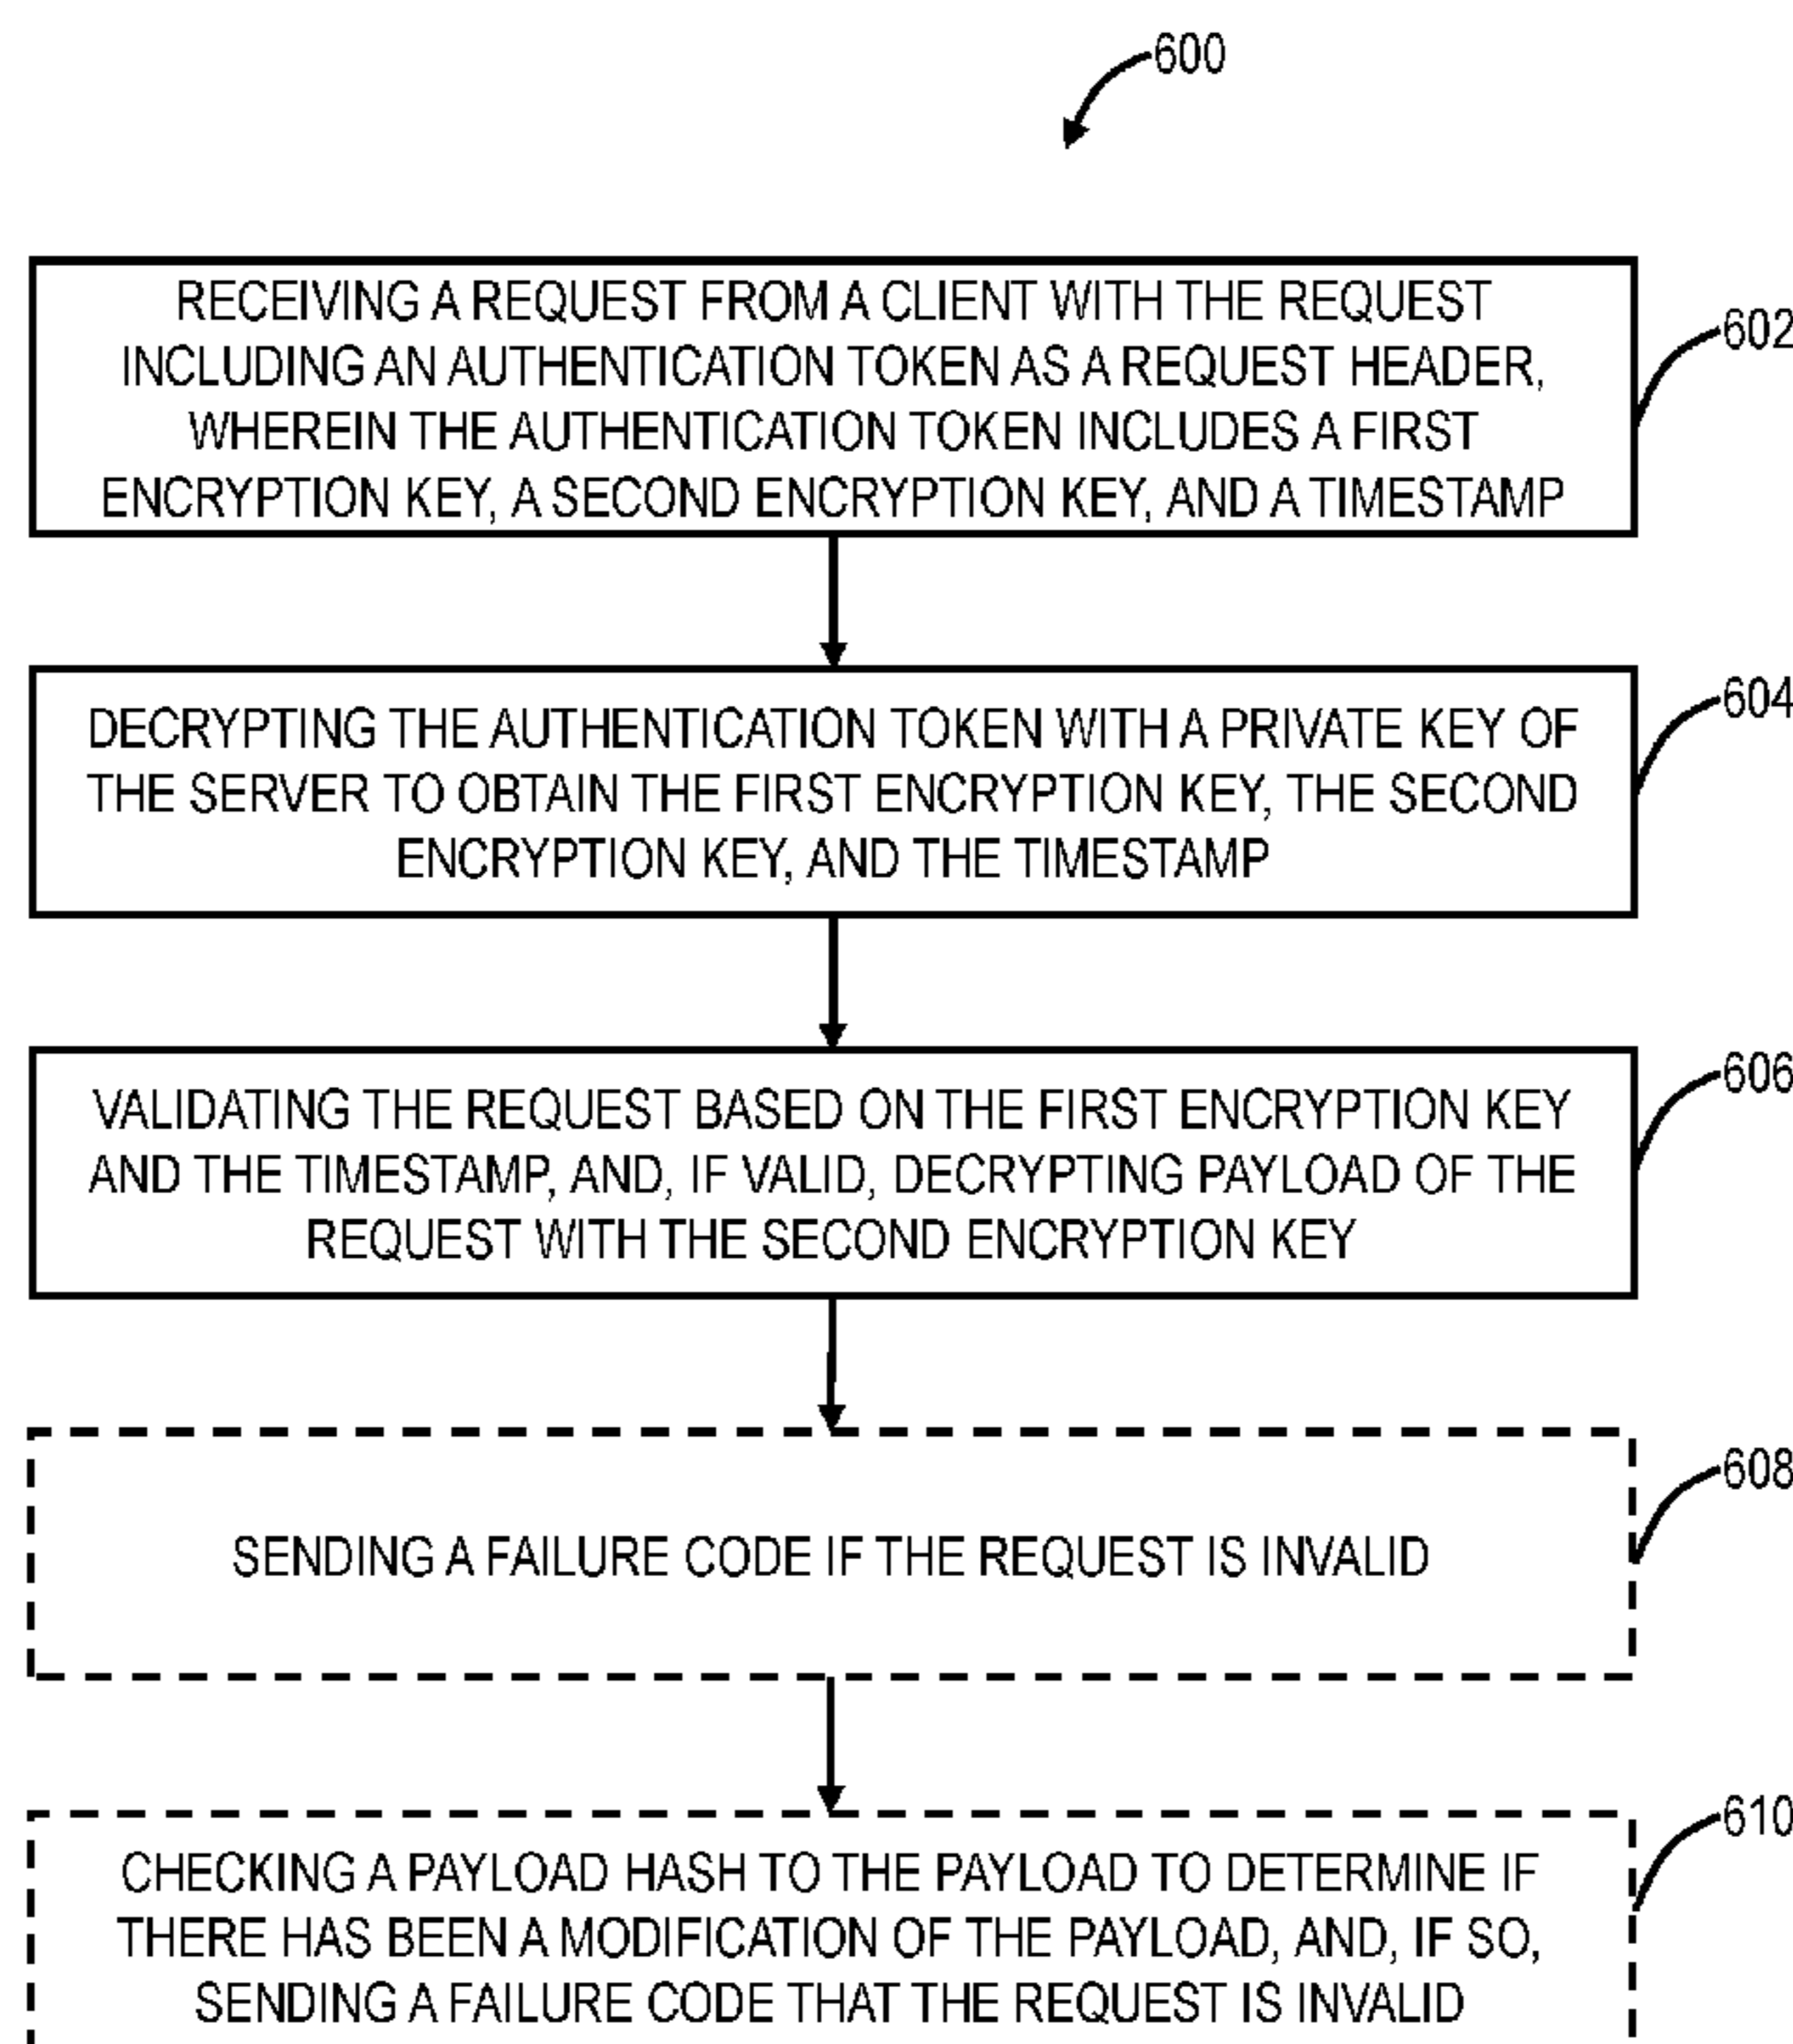 600
RECEIVING A REQUEST FROM A CLIENT WITH THE REQUEST
INCLUDING AN AUTHENTICATION TOKEN AS A REQUEST HEADER,
WHEREIN THE AUTHENTICATION TOKEN INCLUDES A FIRST
ENCRYPTION KEY, A SECOND ENCRYPTION KEY, AND A TIMESTAMP
602
DECRYPTING THE AUTHENTICATION TOKEN WITH A PRIVATE KEY OF
THE SERVER TO OBTAIN THE FIRST ENCRYPTION KEY, THE SECOND
ENCRYPTION KEY, AND THE TIMESTAMP
604
VALIDATING THE REQUEST BASED ON THE FIRST ENCRYPTION KEY
AND THE TIMESTAMP, AND, IF VALID, DECRYPTING PAYLOAD OF THE
REQUEST WITH THE SECOND ENCRYPTION KEY
606
SENDING A FAILURE CODE IF THE REQUEST IS INVALID
608
CHECKING A PAYLOAD HASH TO THE PAYLOAD TO DETERMINE IF
THERE HAS BEEN A MODIFICATION OF THE PAYLOAD, AND, IF SO,
SENDING A FAILURE CODE THAT THE REQUEST IS INVALID
610